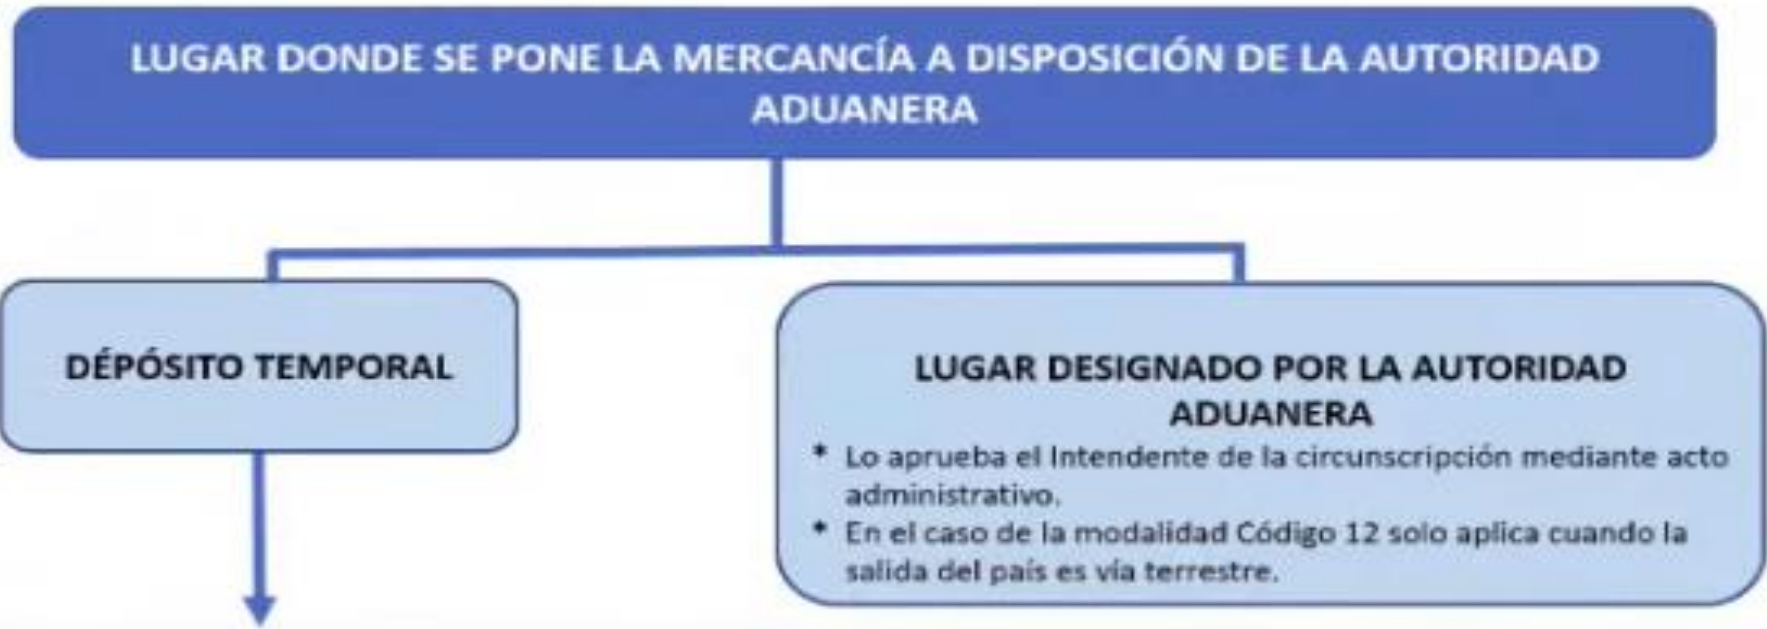 LUGAR DONDE SE PONE LA MERCANCÍA A DISPOSICIÓN DE LA AUTORIDAD
ADUANERA
DÉPÓSITO TEMPORAL
LUGAR DESIGNADO POR LA AUTORIDAD
ADUANERA
* Lo aprueba el Intendente de la circunscripción mediante acto
administrativo.
* En el caso de la modalidad Código 12 solo aplica cuando la
salida del país es vía terrestre.